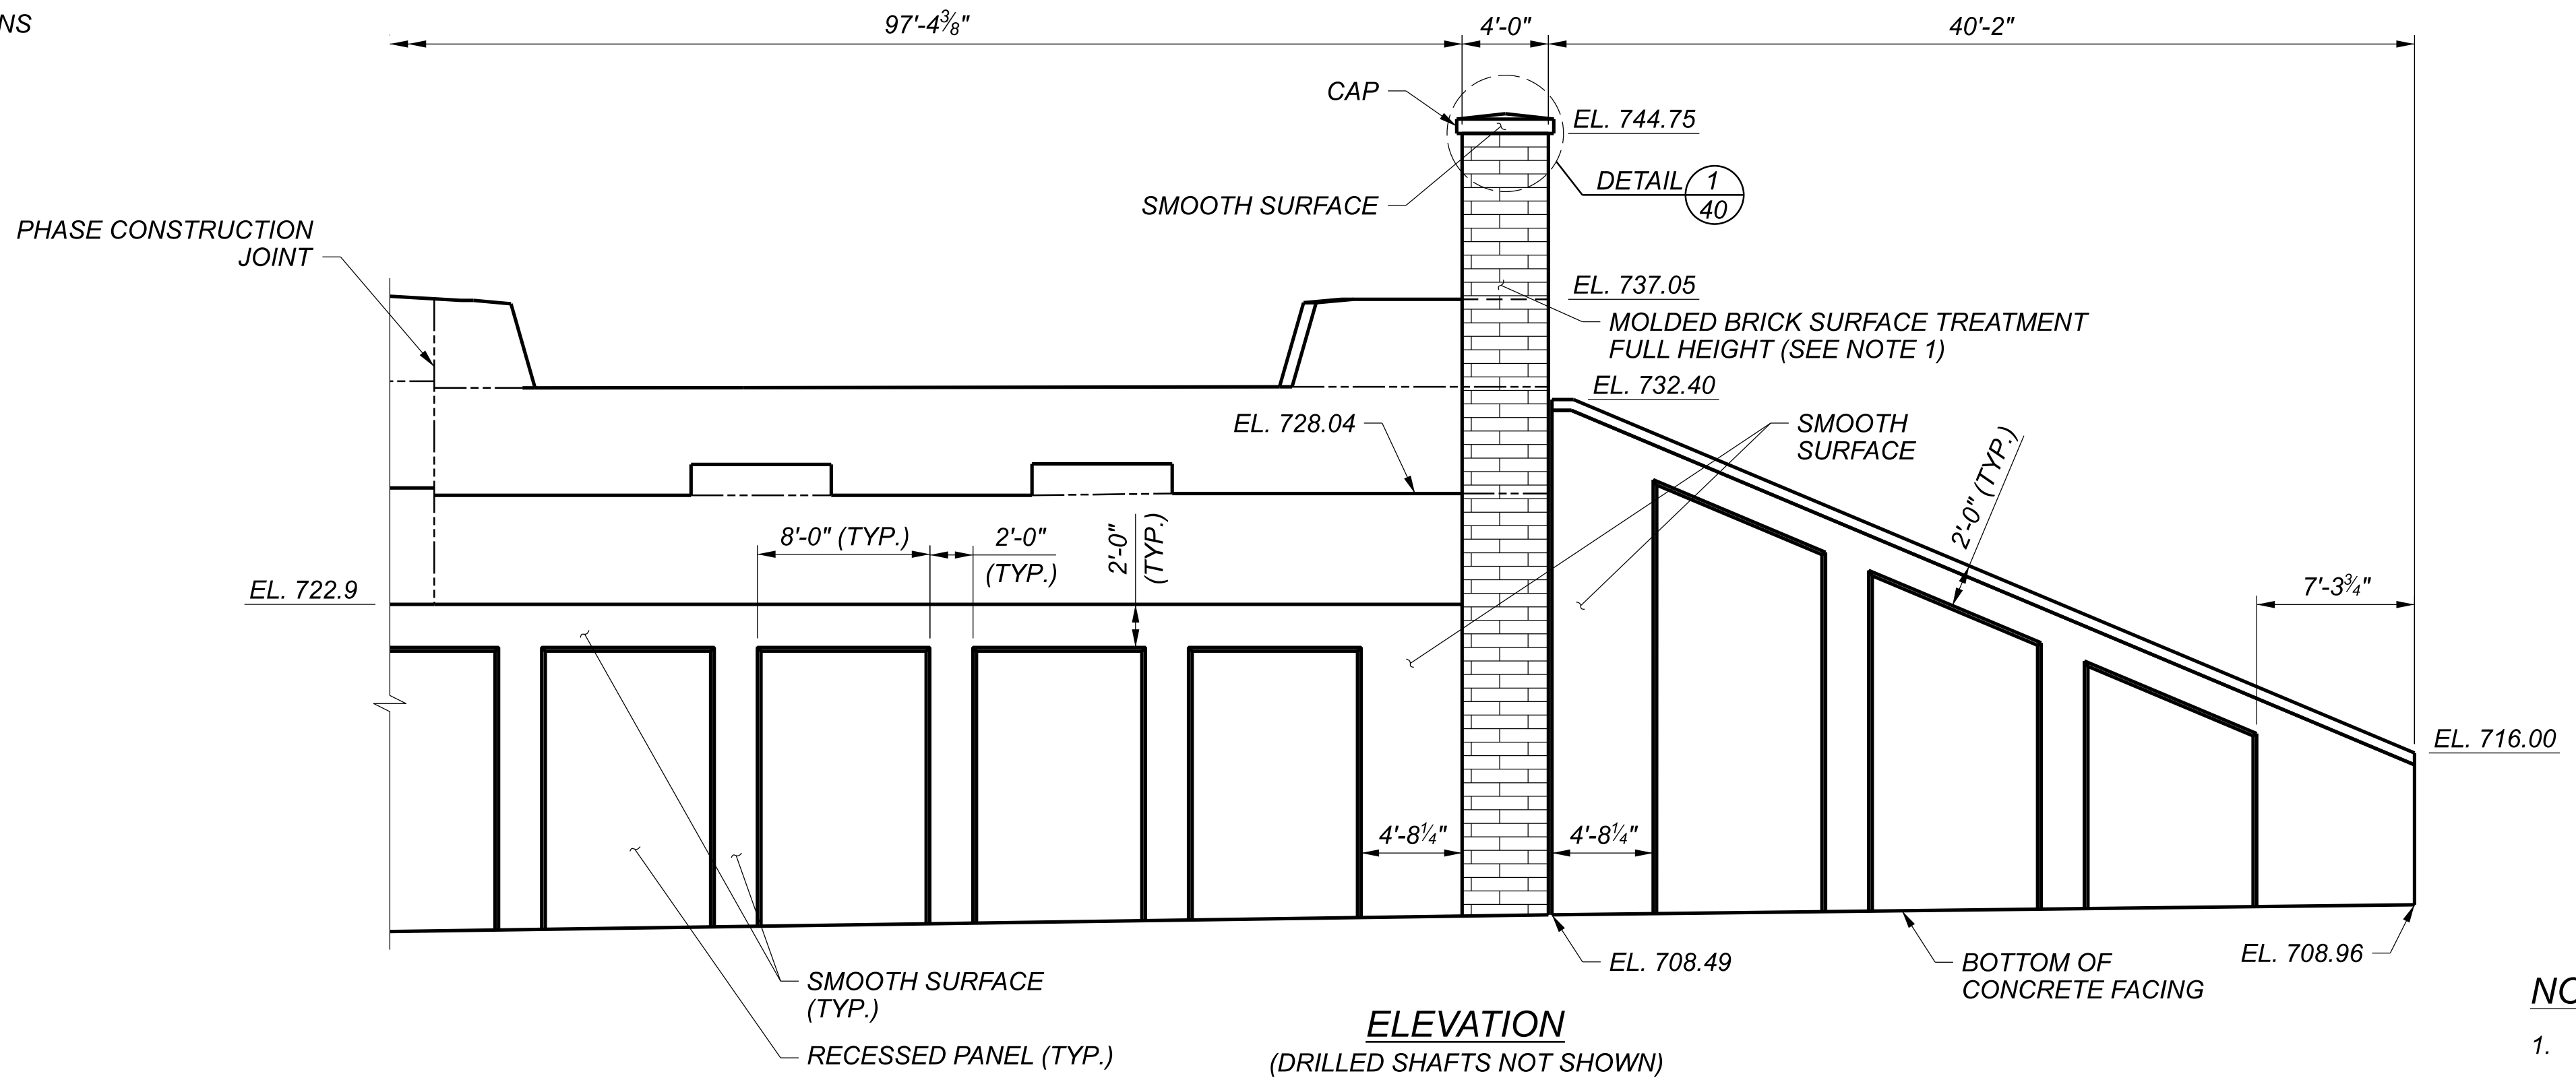 NS
97'-4⅜"
4'-0"
40'-2"
CAP
EL. 744.75
DETAIL 1
40
SMOOTH SURFACE
PHASE CONSTRUCTION
JOINT
EL. 737.05
MOLDED BRICK SURFACE TREATMENT
FULL HEIGHT (SEE NOTE 1)
EL. 732.40
EL. 728.04
SMOOTH
SURFACE
2'-0" (TYP.)
8'-0" (TYP.)
2'-0"
(TYP.)
2'-0"
(TYP.)
EL. 722.9
7'-3¾"
EL. 716.00
4'-8¼"
4'-8¼"
EL. 708.49
EL. 708.96
BOTTOM OF
CONCRETE FACING
SMOOTH SURFACE
(TYP.)
RECESSED PANEL (TYP.)
ELEVATION
(DRILLED SHAFTS NOT SHOWN)
NO
1.